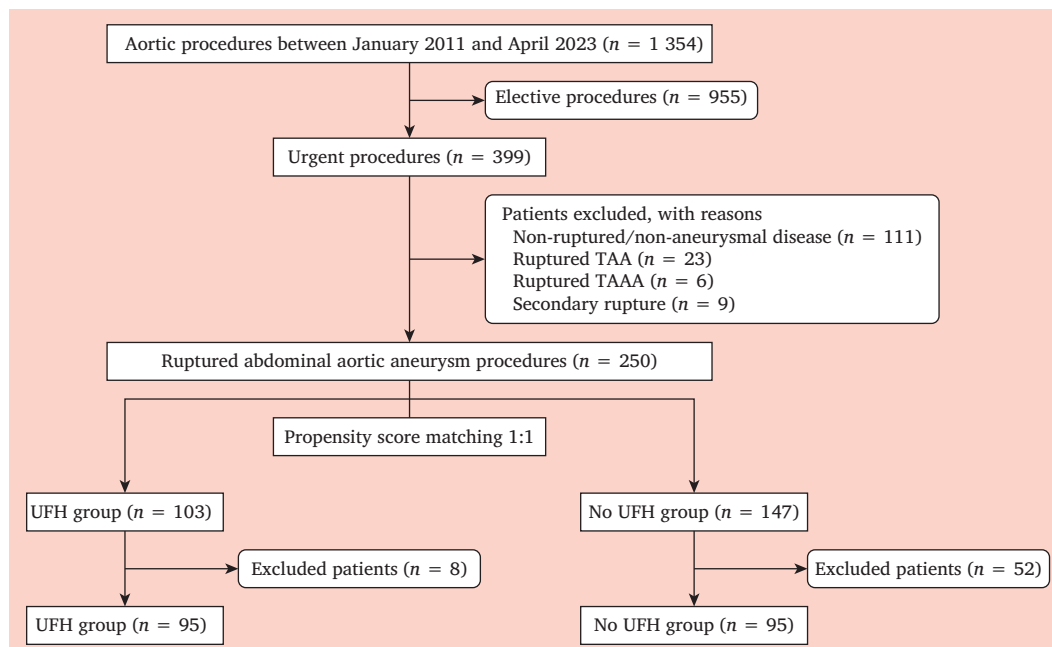 Aortic procedures between January 2011 and April 2023 (n = 1 354)
Elective procedures (n = 955)
Urgent procedures (n = 399)
Patients excluded, with reasons
Non-ruptured/non-aneurysmal disease (n = 111)
Ruptured TAA (n = 23)
Ruptured TAAA (n = 6)
Secondary rupture (n = 9)
Ruptured abdominal aortic aneurysm procedures (n = 250)
Propensity score matching 1:1
UFH group (n = 103)
No UFH group (n = 147)
Excluded patients (n = 8)
Excluded patients (n = 52)
UFH group (n = 95)
No UFH group (n = 95)